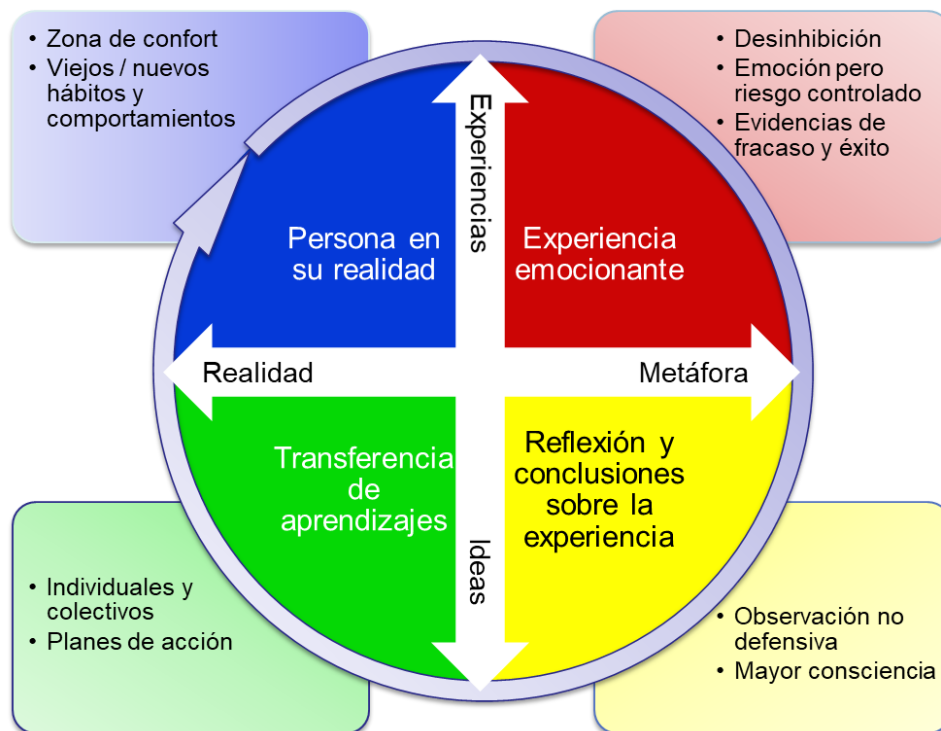 • Zona de confort
• Viejos / nuevos
hábitos y
comportamientos
• Desinhibición
• Emoción pero
riesgo controlado
• Evidencias de
fracaso y éxito
Experiencias
Persona en
su realidad
Experiencia
emocionante
Realidad
Metáfora
Transferencia
de
aprendizajes
Reflexión y
conclusiones
sobre la
experiencia
Ideas
• Individuales y
colectivos
• Planes de acción
• Observación no
defensiva
• Mayor consciencia